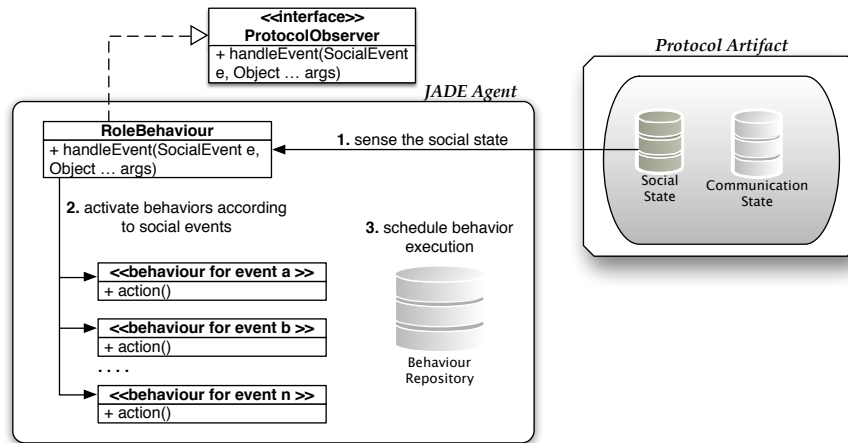 <<interface>>
ProtocolObserver
+ handleEvent(SocialEvent
e, Object ... args)
Protocol Artifact
JADE Agent
RoleBehaviour
+ handleEvent(SocialEvent e,
Object ... args)
1. sense the social state
Social
State
Communication
State
2. activate behaviors according
to social events
3. schedule behavior
execution
<<behaviour for event a >>
+ action()
<<behaviour for event b >>
+ action()
. . . .
<<behaviour for event n >>
+ action()
Behaviour
Repository